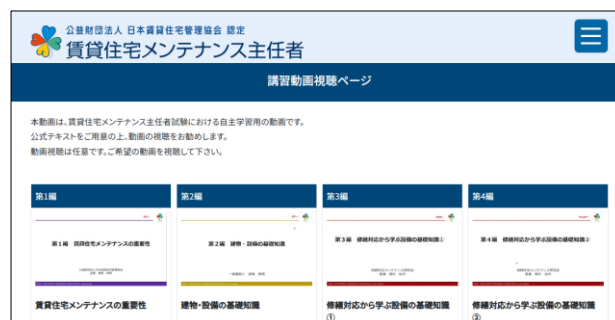 公益財団法人 日本賃貸住宅管理協会 認定
賃貸住宅メンテナンス主任者
講習動画視聴ページ
本動画は、賃貸住宅メンテナンス主任者試験における自主学習用の動画です。
公式テキストをご用意の上、動画の視聴をお勧めします。
動画視聴は任意です。ご希望の動画を視聴して下さい。
第1編
第2編
第3編
第4編
第1編 賃貸住宅メンテナンスの重要性
第2編 建物・設備の基礎知識
第3編 修繕対応から学ぶ設備の基礎知識①
第4編 修繕対応から学ぶ設備の基礎知識②
賃貸住宅メンテナンスの重要性
建物・設備の基礎知識
修繕対応から学ぶ設備の基礎知識
①
修繕対応から学ぶ設備の基礎知識
②